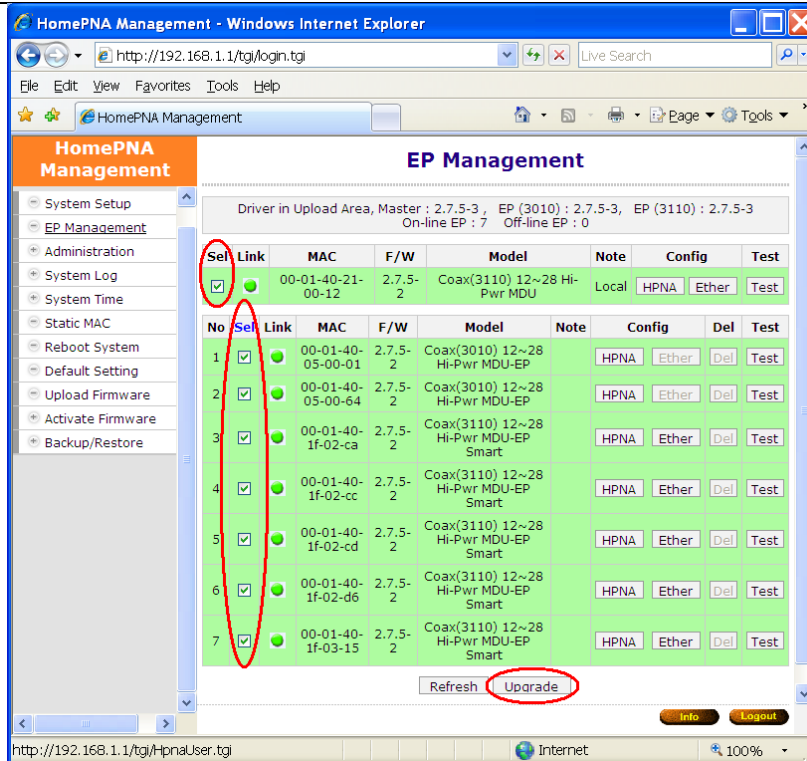 HomePNA Management - Windows Internet Explorer
http://192.168.1.1/tgi/login.tgi Live Search
File Edit View Favorites Tools Help
HomePNA Management Page Tools
HomePNA
Management
System Setup
EP Management
Administration
System Log
System Time
Static MAC
Reboot System
Default Setting
Upload Firmware
Activate Firmware
Backup/Restore
EP Management
Driver in Upload Area, Master : 2.7.5-3 , EP (3010) : 2.7.5-3, EP (3110) : 2.7.5-3
On-line EP : 7 Off-line EP : 0
Sel Link MAC F/W Model Note Config Test
00-01-40-21- 2.7.5- Coax(3110) 12~28 Hi-
Local HPNA Ether Test
00-12 2 Pwr MDU
No Sel Link MAC F/W Model Note Config Del Test
00-01-40- 2.7.5- Coax(3010) 12~28
1 HPNA Ether Del Test
05-00-01 2 Hi-Pwr MDU-EP
00-01-40- 2.7.5- Coax(3010) 12~28
2 HPNA Ether Del Test
05-00-64 2 Hi-Pwr MDU-EP
00-01-40- 2.7.5- Coax(3110) 12~28
3 Hi-Pwr MDU-EP HPNA Ether Del Test
1f-02-ca 2 Smart
00-01-40- 2.7.5- Coax(3110) 12~28
4 Hi-Pwr MDU-EP HPNA Ether Del Test
1f-02-cc 2 Smart
00-01-40- 2.7.5- Coax(3110) 12~28
5 Hi-Pwr MDU-EP HPNA Ether Del Test
1f-02-cd 2 Smart
00-01-40- 2.7.5- Coax(3110) 12~28
6 Hi-Pwr MDU-EP HPNA Ether Del Test
1f-02-d6 2 Smart
00-01-40- 2.7.5- Coax(3110) 12~28
7 Hi-Pwr MDU-EP HPNA Ether Del Test
1f-03-15 2 Smart
Refresh Upgrade
Info Logout
http://192.168.1.1/tgi/HpnaUser.tgi Internet 100%